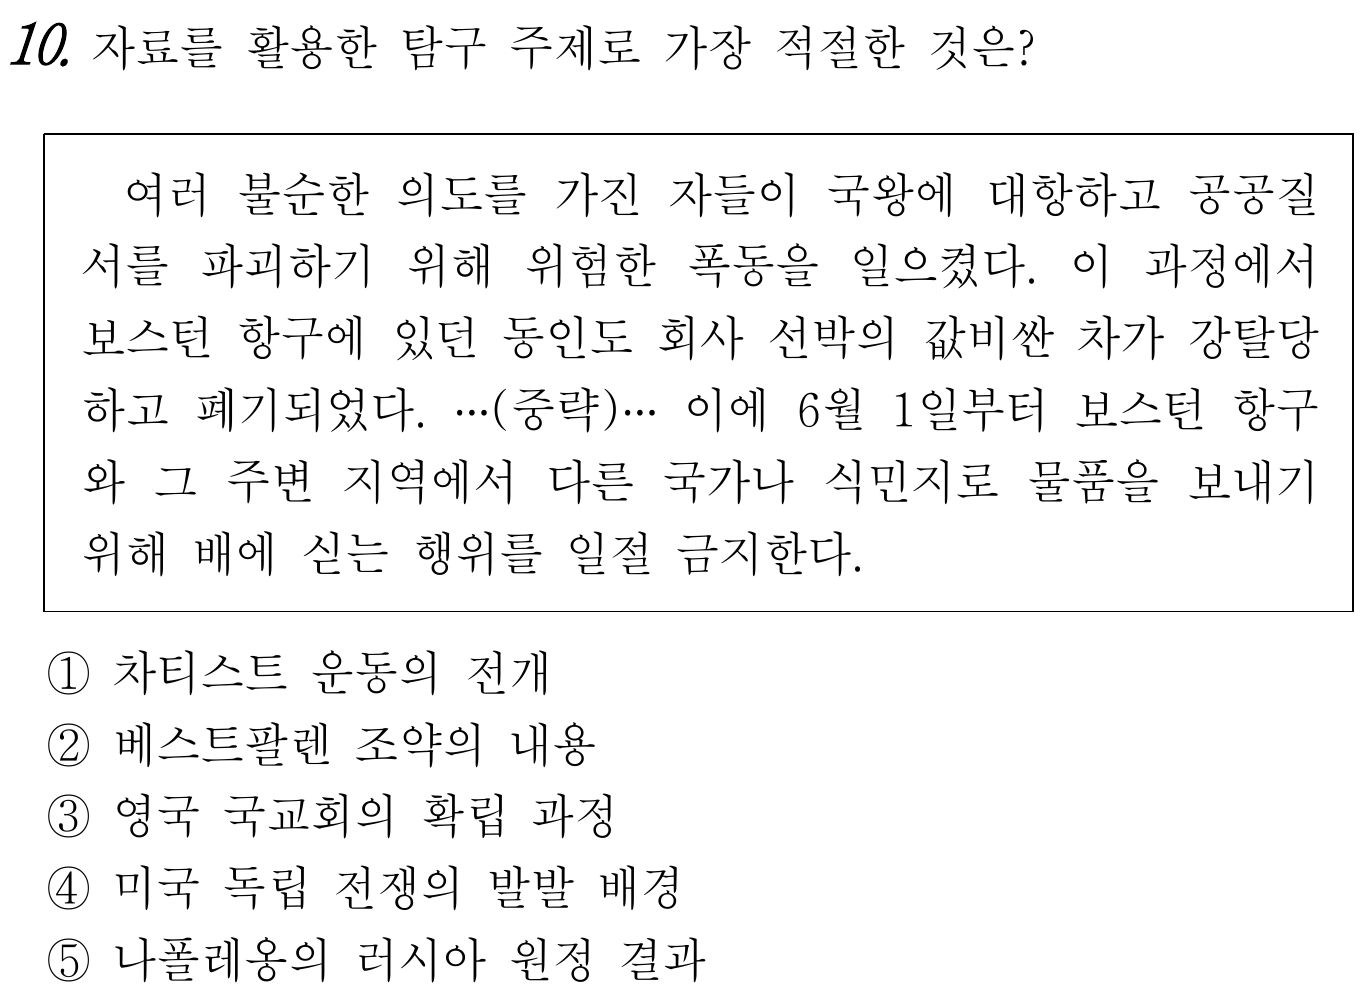 10. 자료를 활용한 탐구 주제로 가장 적절한 것은?
여러 불순한 의도를 가진 자들이 국왕에 대항하고 공공질
서를 파괴하기 위해 위험한 폭동을 일으켰다. 이 과정에서
보스턴 항구에 있던 동인도 회사 선박의 값비싼 차가 강탈당
하고 폐기되었다. …(중략)… 이에 6월 1일부터 보스턴 항구
와 그 주변 지역에서 다른 국가나 식민지로 물품을 보내기
위해 배에 싣는 행위를 일절 금지한다.
① 차티스트 운동의 전개
② 베스트팔렌 조약의 내용
③ 영국 국교회의 확립 과정
④ 미국 독립 전쟁의 발발 배경
⑤ 나폴레옹의 러시아 원정 결과